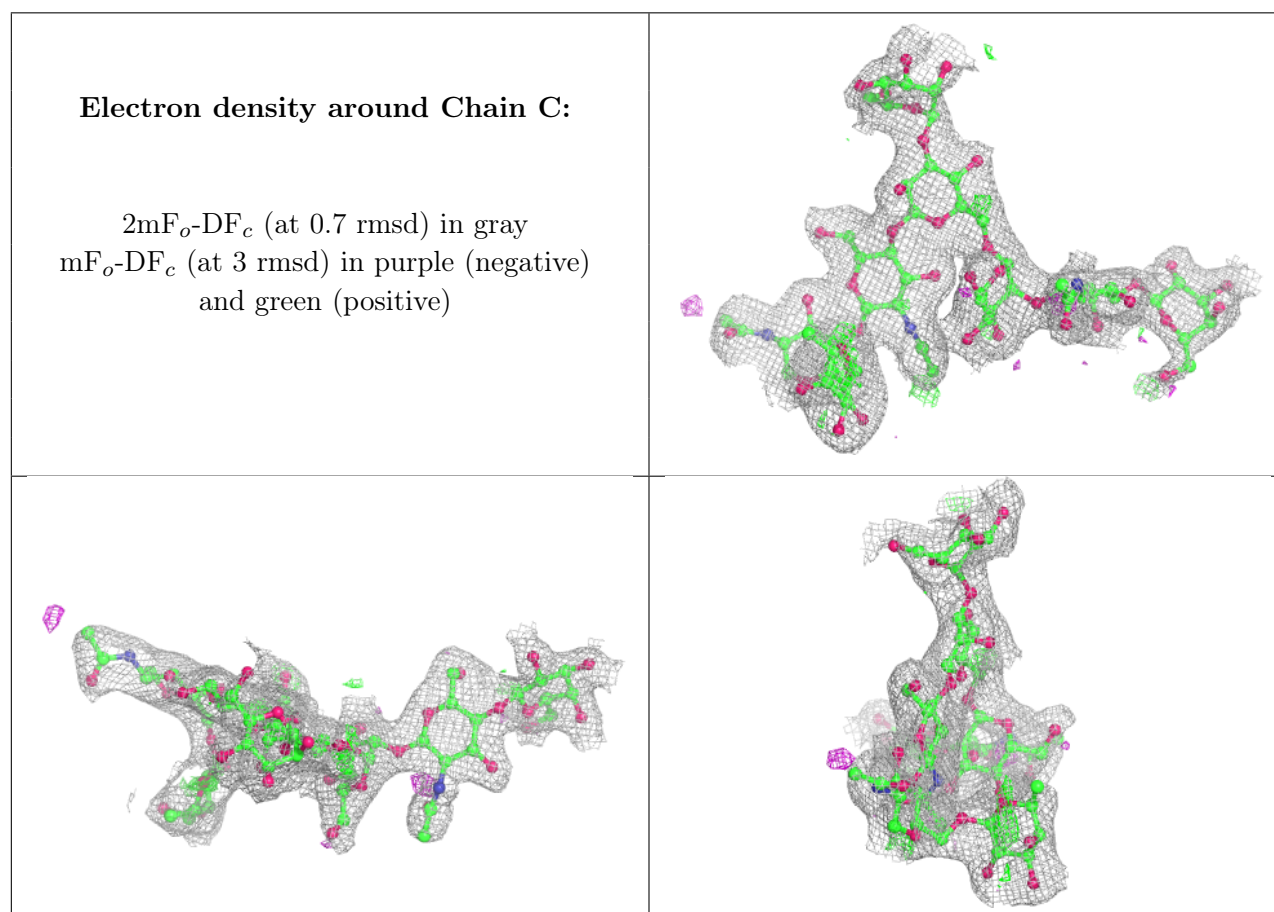 Electron density around Chain C:
2mFo-DFc (at 0.7 rmsd) in gray
mFo-DFc (at 3 rmsd) in purple (negative)
and green (positive)